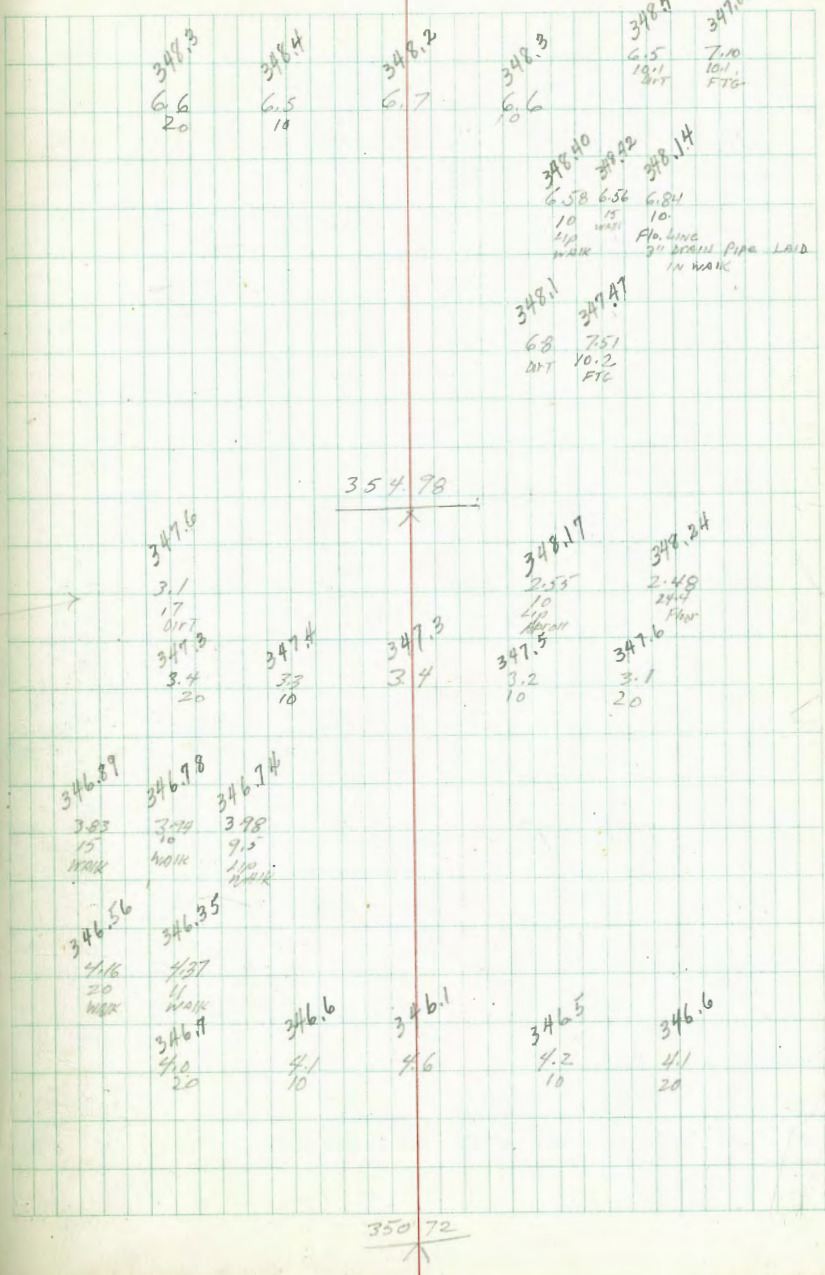 348.3 348.4 348.2 348.3
6.6 6.5 6.7 6.6 6.5 7.10
20 10 10 10.1 10.1
DIRT FTG.
348.40 348.42 348.14
6.58 6.56 6.84
10 15 10.
Lip WALK Flo. LINE
WALK 3" DRAIN PIPE LAID
IN WALK
348.1 347.47
6.8 7.51
DIRT 10.2
FTG
354.98
347.6 348.17 348.24
3.1 2.55 2.48
17 10 24.4
DIRT Lip Floor
Apron
347.3 347.4 347.3 347.5 347.6
3.4 3.3 3.4 3.2 3.1
20 10 10 20
346.89 346.78 346.74
3.83 3.94 3.98
15 10 9.5
WALK WALK Lip
WALK
346.56 346.35
4.16 4.37
20 11
WALK WALK
346.7 346.6 346.1 346.5 346.6
4.0 4.1 4.6 4.2 4.1
20 10 10 20
350.72